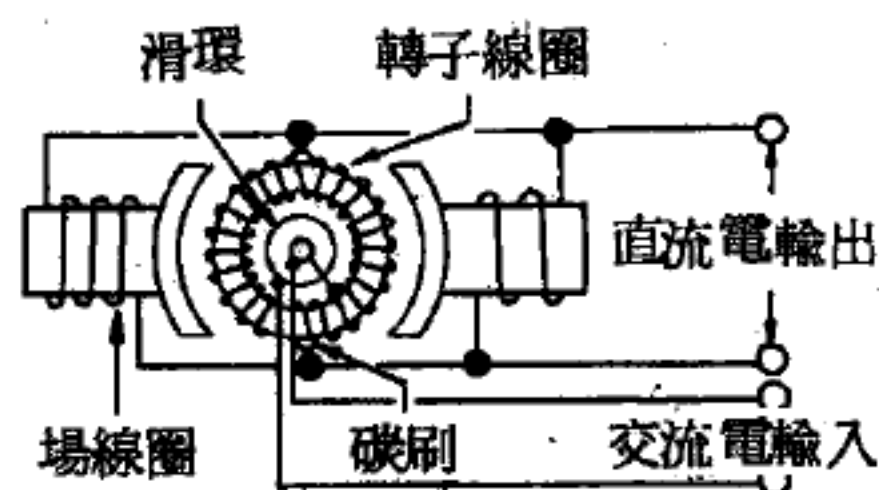 滑環
轉子線圈
直流電輸出
場線圈
碳刷
交流電輸入